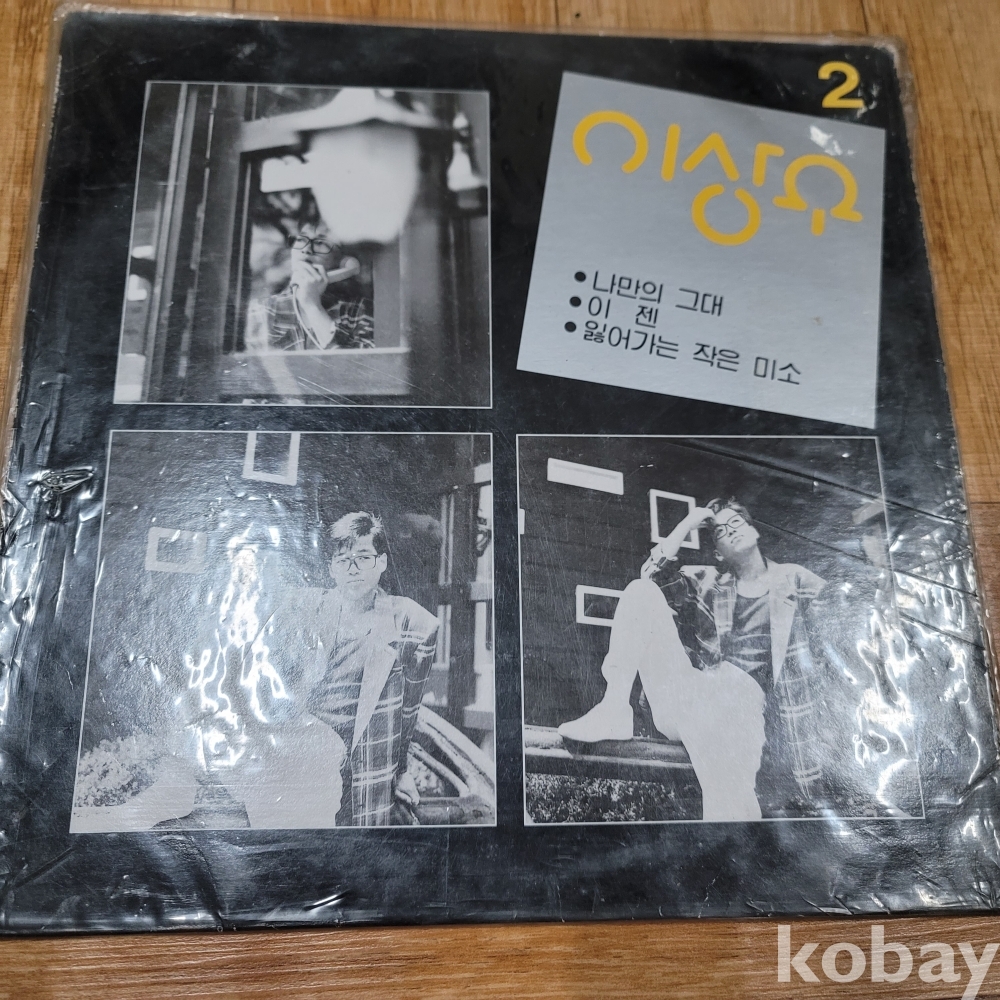 2
이상우
• 나만의 그대
• 이 젠
• 잃어가는 작은 미소
kobay